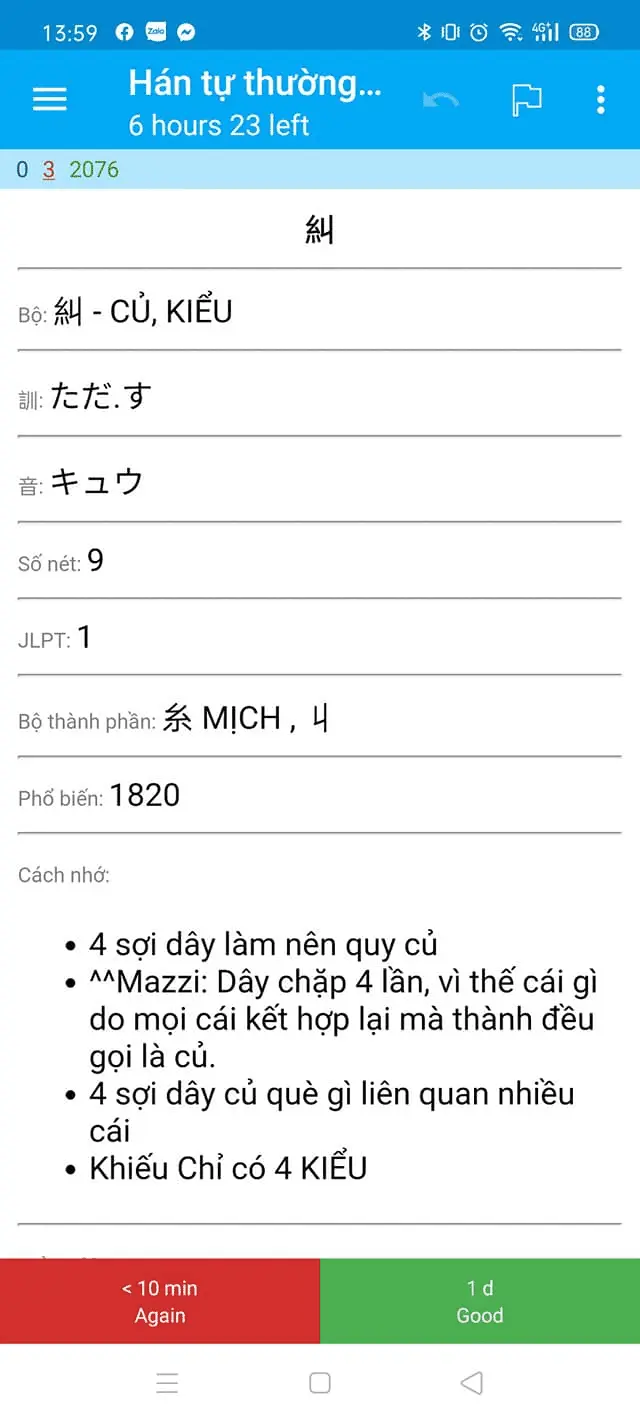 13:59 Zalo 4G+ 88
Hán tự thường...
6 hours 23 left
0 3 2076
糾
Bộ: 糾 - CỦ, KIỂU
訓: ただ.す
音: キュウ
Số nét: 9
JLPT: 1
Bộ thành phần: 糸 MỊCH , 丩
Phổ biến: 1820
Cách nhớ:
• 4 sợi dây làm nên quy củ
• ^^Mazzi: Dây chặp 4 lần, vì thế cái gì
do mọi cái kết hợp lại mà thành đều
gọi là củ.
• 4 sợi dây củ què gì liên quan nhiều
cái
• Khiếu Chỉ có 4 KIỂU
< 10 min
Again
1 d
Good